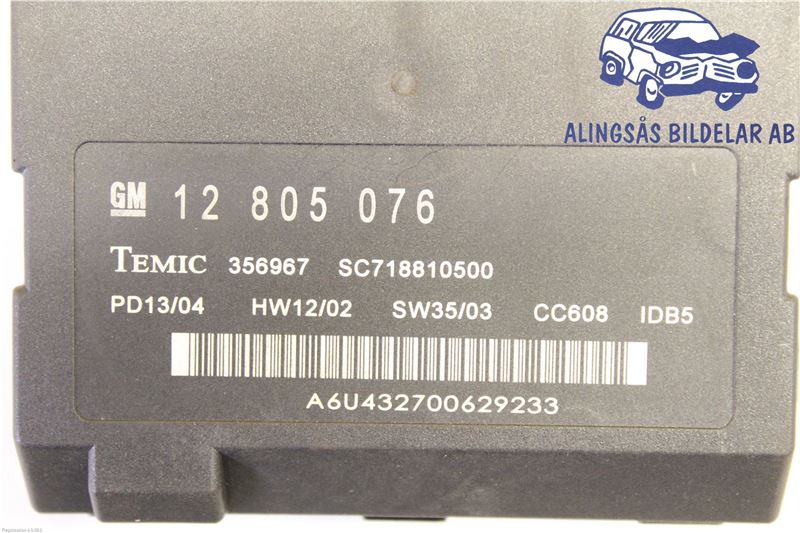 ALINGSÅS BILDELAR AB
GM 12 805 076
TEMIC 356967 SC718810500
PD13/04 HW12/02 SW35/03 CC608 IDB5
A6U432700629233